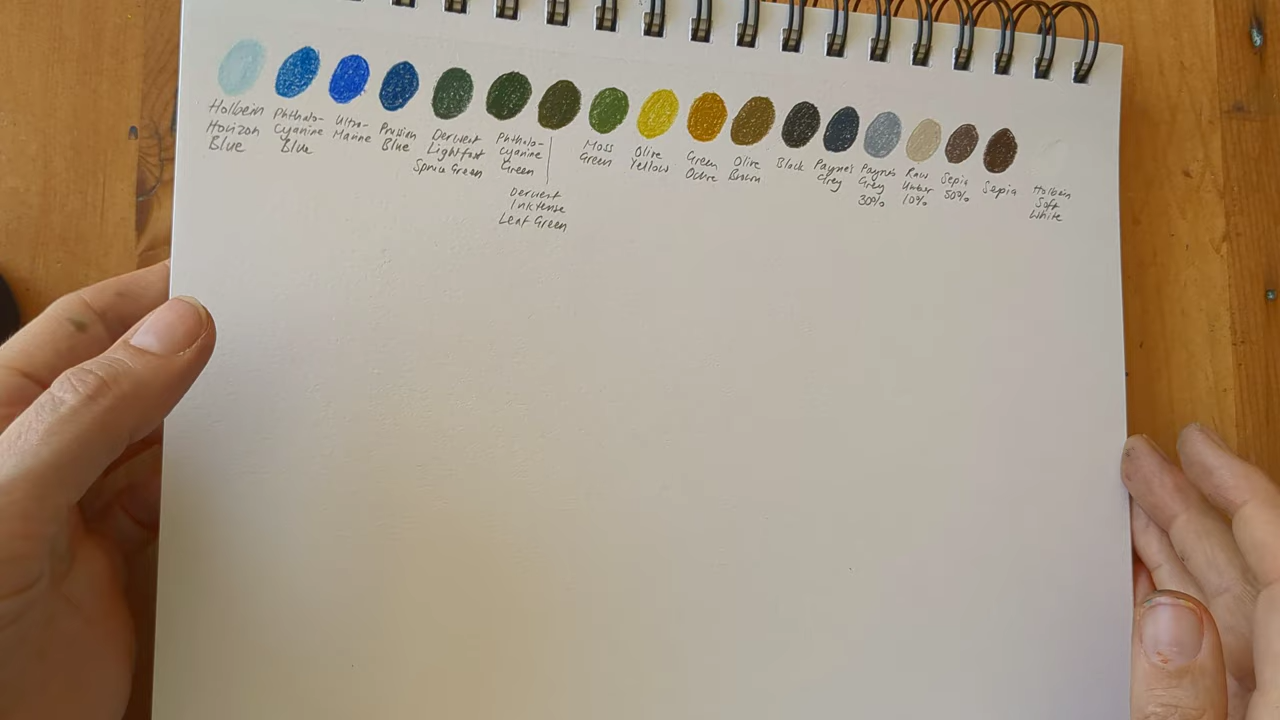 Holbein
Horizon
Blue
Phthalo-
Cyanine
Blue
Ultra-
Marine
Prussian
Blue
Derwent
Lightfast
Spruce Green
Phthalo-
cyanine
Green
Derwent
Inktense
Leaf Green
Moss
Green
Olive
Yellow
Green
Ochre
Olive
Brown
Black
Payne's
Grey
Payne's
Grey
30%
Raw
Umber
10%
Sepia
50%
Sepia
Holbein
Soft
White